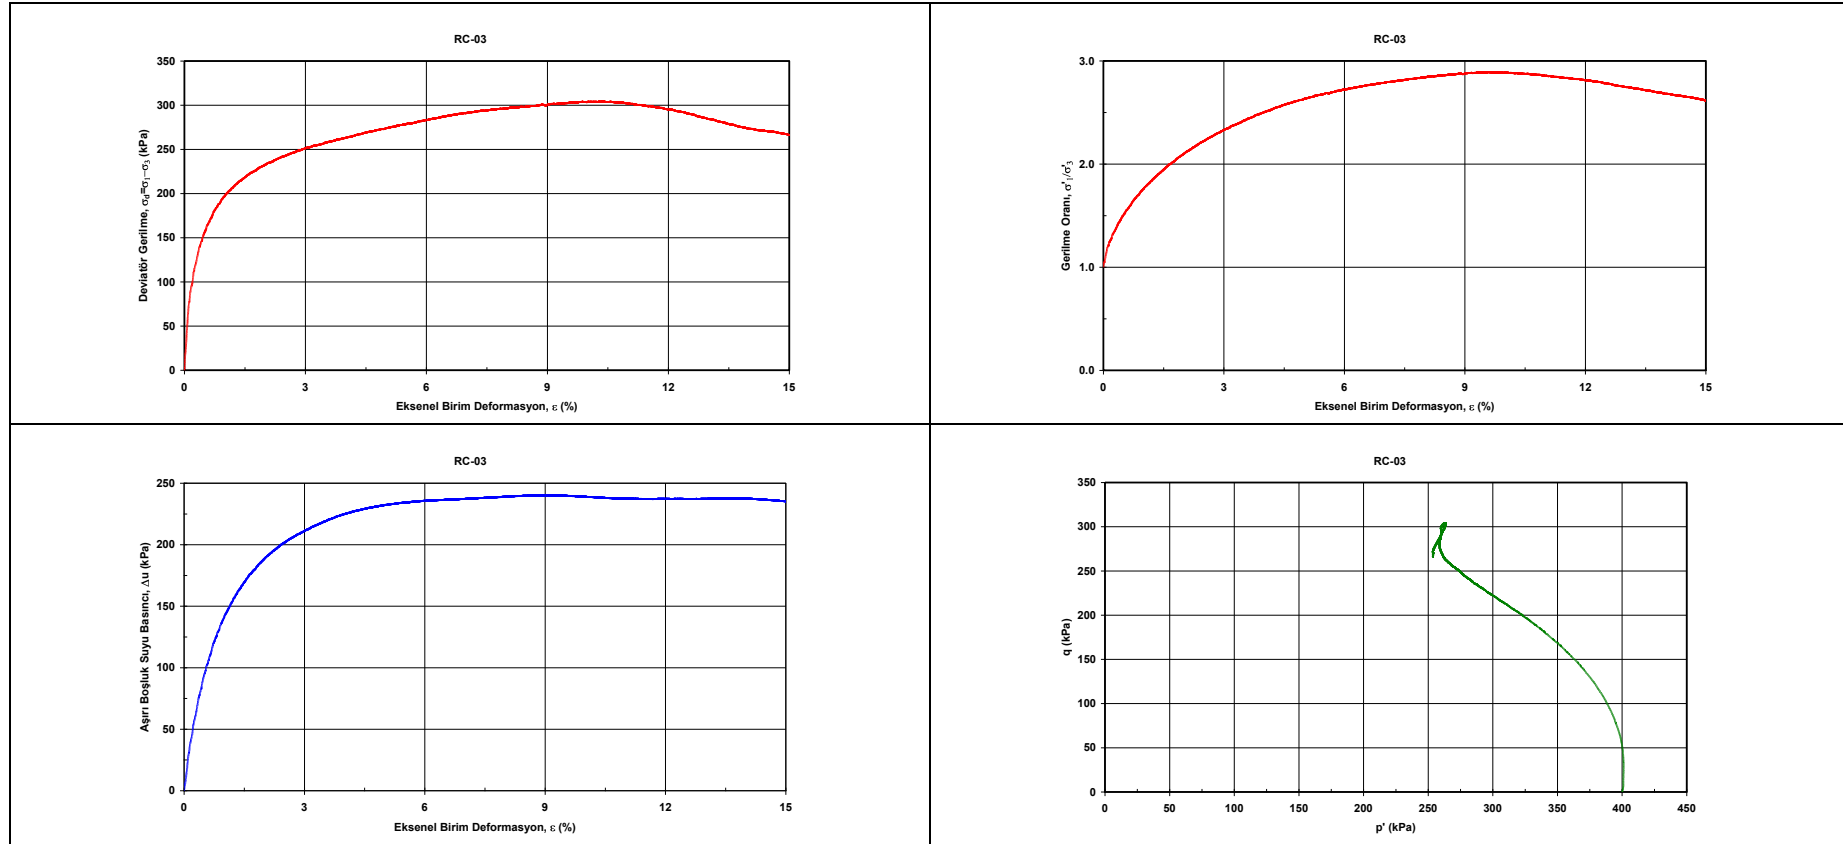 RC-03
Deviatör Gerilme, σd=σ1−σ3 (kPa)
350
300
250
200
150
100
50
0
0 3 6 9 12 15
Eksenel Birim Deformasyon, ε (%)
RC-03
Gerilme Oranı, σ'1/σ'3
3.0
2.0
1.0
0.0
0 3 6 9 12 15
Eksenel Birim Deformasyon, ε (%)
RC-03
Aşırı Boşluk Suyu Basıncı, Δu (kPa)
250
200
150
100
50
0
0 3 6 9 12 15
Eksenel Birim Deformasyon, ε (%)
RC-03
q (kPa)
350
300
250
200
150
100
50
0
0 50 100 150 200 250 300 350 400 450
p' (kPa)